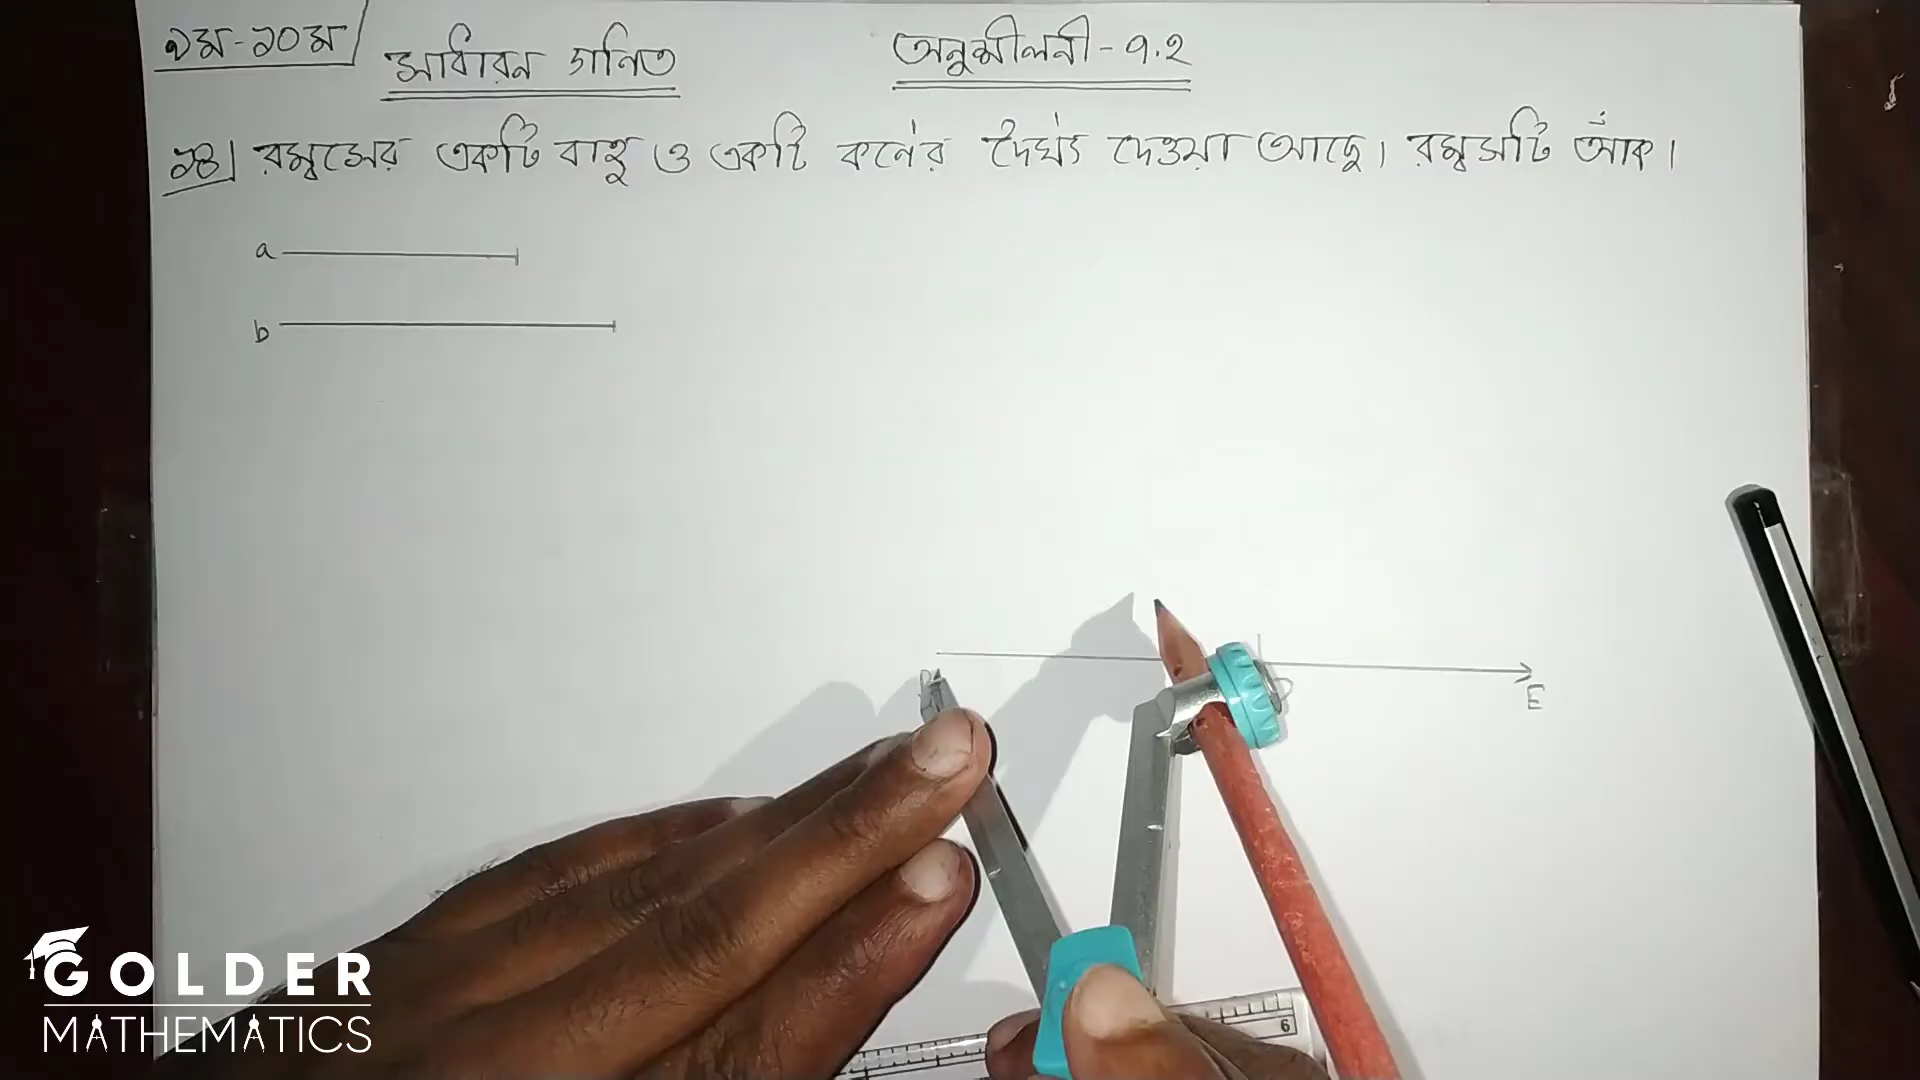 ৯ম-১০ম
সাধারন গনিত
অনুশীলনী-৭.২
১৪। রম্বসের একটি বাহু ও একটি কর্নের দৈর্ঘ্য দেওয়া আছে। রম্বসটি আঁক।
a
b
E
6
GOLDER
MATHEMATICS